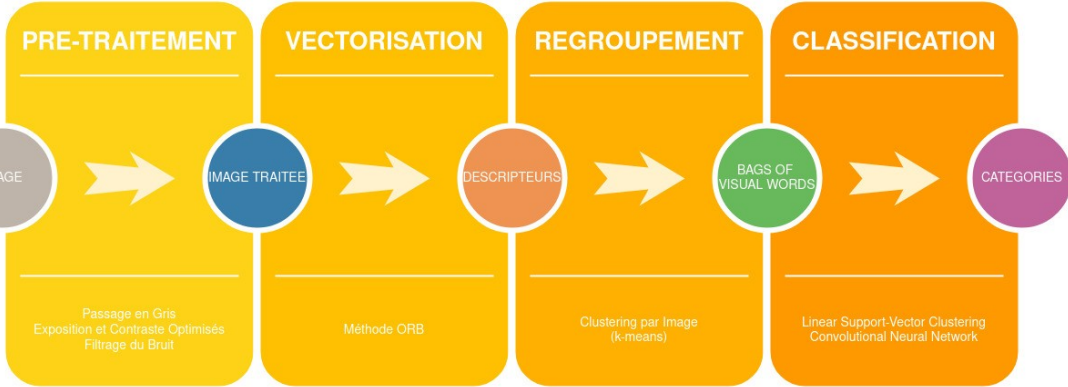 PRE-TRAITEMENT
VECTORISATION
REGROUPEMENT
CLASSIFICATION
AGE
IMAGE TRAITEE
DESCRIPTEURS
BAGS OF
VISUAL WORDS
CATEGORIES
Passage en Gris
Exposition et Contraste Optimisés
Filtrage du Bruit
Méthode ORB
Clustering par Image
(k-means)
Linear Support-Vector Clustering
Convolutional Neural Network